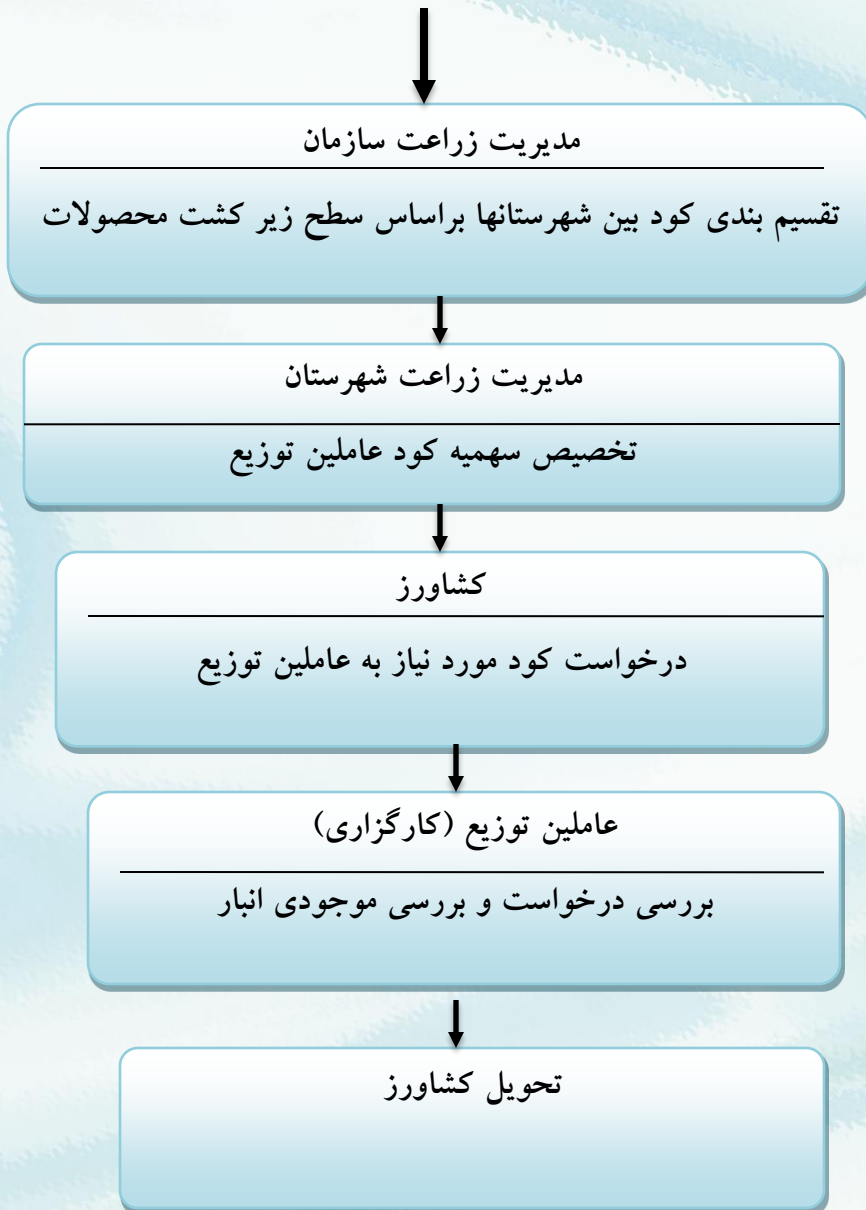 مدیریت زراعت سازمان
تقسیم بندی کود بین شهرستانها براساس سطح زیر کشت محصولات
مدیریت زراعت شهرستان
تخصیص سهمیه کود عاملین توزیع
کشاورز
درخواست کود مورد نیاز به عاملین توزیع
عاملین توزیع (کارگزاری)
بررسی درخواست و بررسی موجودی انبار
تحویل کشاورز